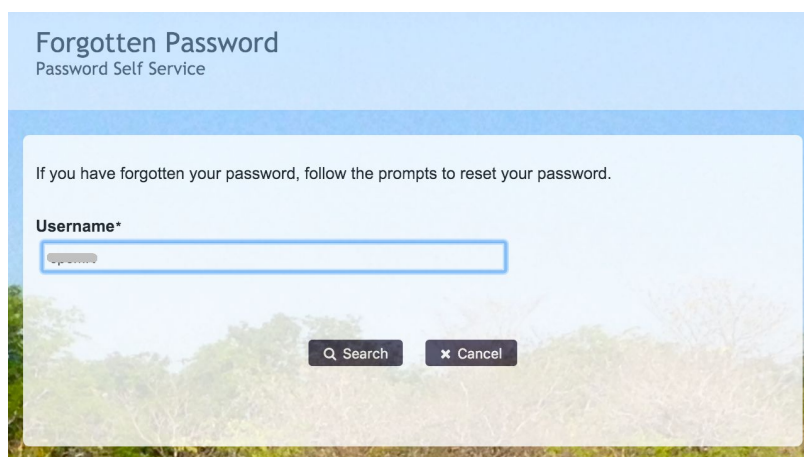 Forgotten Password
Password Self Service
If you have forgotten your password, follow the prompts to reset your password.
Username*
Search
Cancel